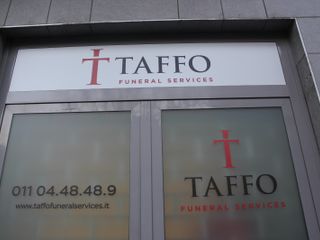 TAFFO
FUNERAL SERVICES
011 04.48.48.9
www.taffofuneralservices.it
TAFFO
FUNERAL SERVICES